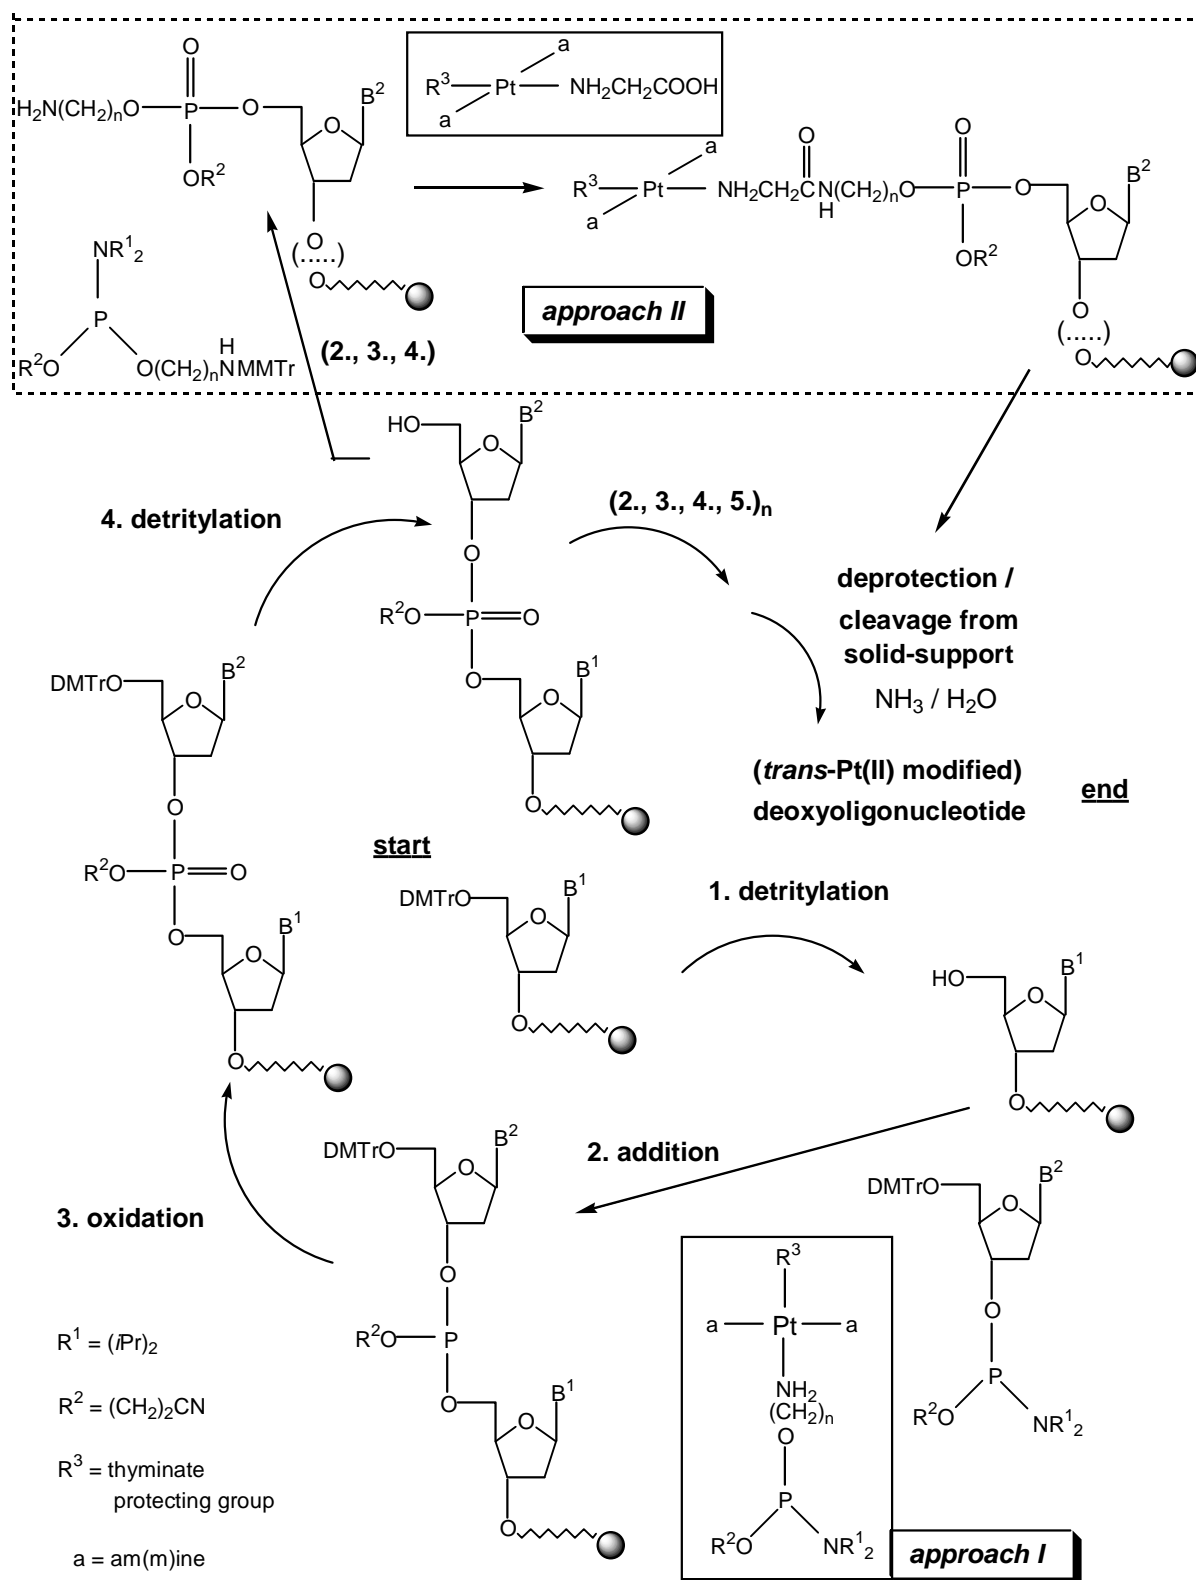 a
R³ Pt NH₂CH₂COOH
a
O
H₂N(CH₂)ₙO P O B²
O
OR²
O
(.....)
O
a
R³ Pt NH₂CH₂CN(CH₂)ₙO P O B²
a
O
H
O
O
OR²
O
(.....)
O
approach II
NR¹₂
P
R²O O(CH₂)ₙNMMTr
H
(2., 3., 4.)
HO B²
O
O
R²O P O
O B¹
O
O
4. detritylation
(2., 3., 4., 5.)ₙ
deprotection /
cleavage from
solid-support
NH₃ / H₂O
(trans-Pt(II) modified)
deoxyoligonucleotide
end
DMTrO B²
O
O
R²O P O
O B¹
O
O
start
DMTrO B¹
O
O
1. detritylation
HO B¹
O
O
2. addition
3. oxidation
DMTrO B²
O
O
R²O P
O B¹
O
O
DMTrO B²
O
O
P
R²O NR¹₂
R³
a Pt a
NH₂
(CH₂)ₙ
O
P
R²O NR¹₂
approach I
R¹ = (iPr)₂
R² = (CH₂)₂CN
R³ = thyminate
protecting group
a = am(m)ine